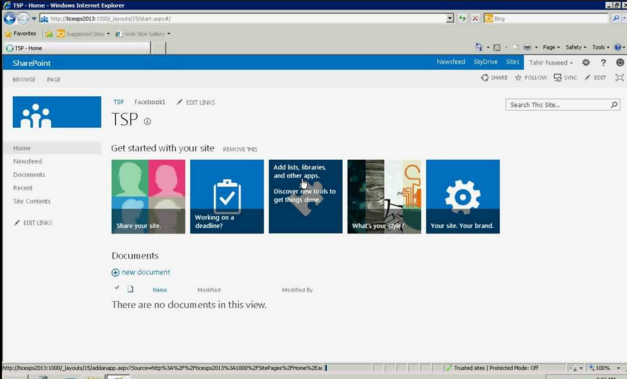 TSP - Home - Windows Internet Explorer
http://ticesps2013:1000/_layouts/15/start.aspx#/
Bing
Favorites Suggested Sites Web Slice Gallery
TSP - Home
Page Safety Tools
SharePoint
Newsfeed SkyDrive Sites Tahir Naveed
BROWSE PAGE
SHARE FOLLOW SYNC EDIT
TSP Facebook1 EDIT LINKS
Search This Site...
TSP
Home
Newsfeed
Documents
Recent
Site Contents
EDIT LINKS
Get started with your site REMOVE THIS
Share your site.
Working on a
deadline?
Add lists, libraries,
and other apps.
Discover new tools to
get things done.
What's your style?
Your site. Your brand.
Documents
new document
Name Modified Modified By
There are no documents in this view.
http://ticesps2013:1000/_layouts/15/addanapp.aspx?Source=http%3A%2F%2Fticesps2013%3A1000%2FSitePages%2FHome%2Eas
Trusted sites | Protected Mode: Off
100%